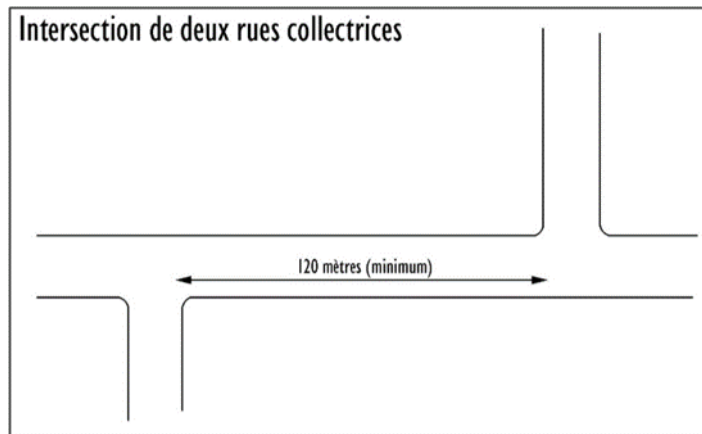 Intersection de deux rues collectrices
120 mètres (minimum)